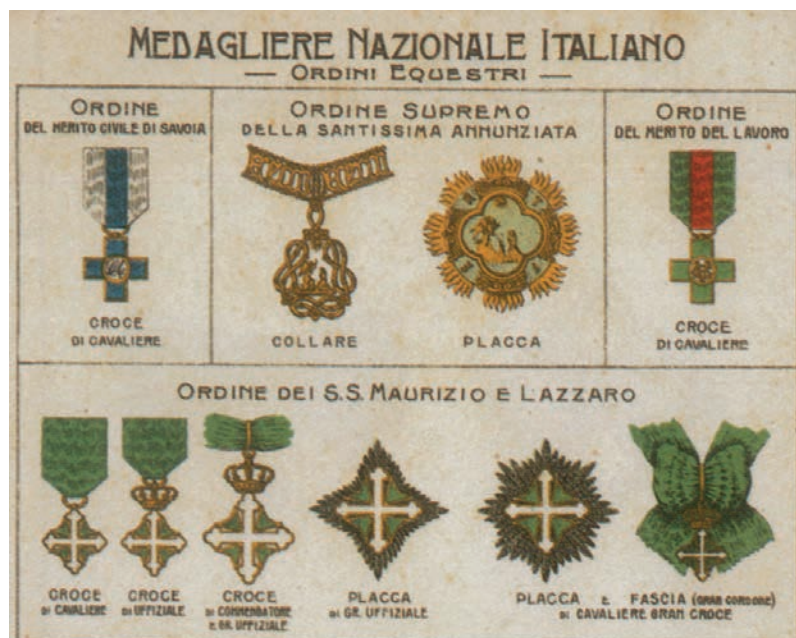 MEDAGLIERE NAZIONALE ITALIANO
— ORDINI EQUESTRI —
ORDINE
DEL MERITO CIVILE DI SAVOIA
CROCE
DI CAVALIERE
ORDINE SUPREMO
DELLA SANTISSIMA ANNUNZIATA
COLLARE
PLACCA
ORDINE
DEL MERITO DEL LAVORO
CROCE
DI CAVALIERE
ORDINE DEI S.S. MAURIZIO E LAZZARO
CROCE
DI CAVALIERE
CROCE
DI UFFIZIALE
CROCE
DI COMMENDATORE
E GR. UFFIZIALE
PLACCA
DI GR. UFFIZIALE
PLACCA E FASCIA (GRAN CORDONE)
DI CAVALIERE GRAN CROCE